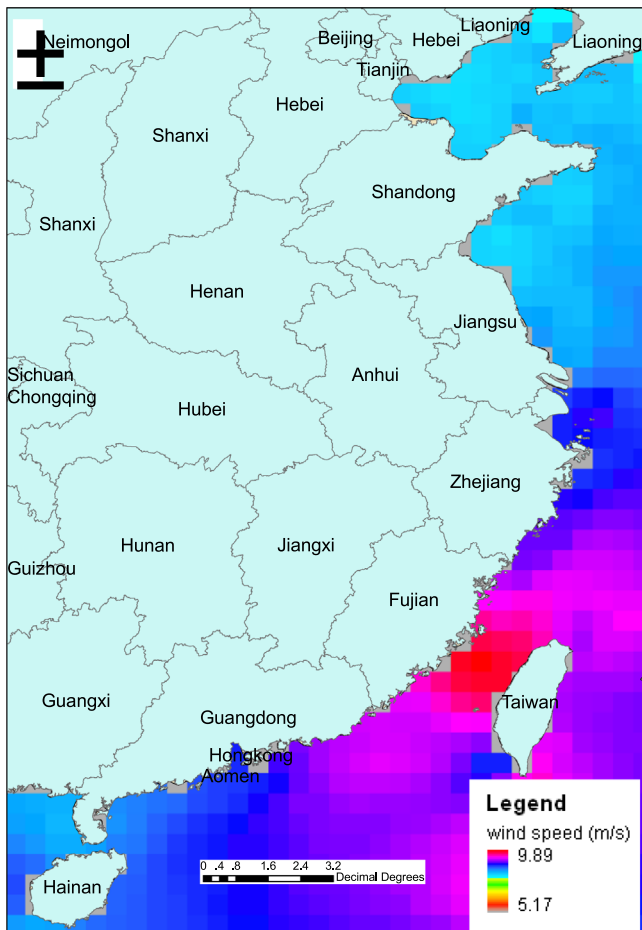 Neimongol
Beijing
Hebei
Liaoning
Liaoning
Tianjin
Hebei
Shanxi
Shandong
Shanxi
Henan
Jiangsu
Anhui
Sichuan
Chongqing
Hubei
Zhejiang
Hunan
Jiangxi
Guizhou
Fujian
Guangxi
Taiwan
Guangdong
Hongkong
Aomen
Hainan
0 .4 .8 1.6 2.4 3.2
Decimal Degrees
Legend
wind speed (m/s)
9.89
5.17